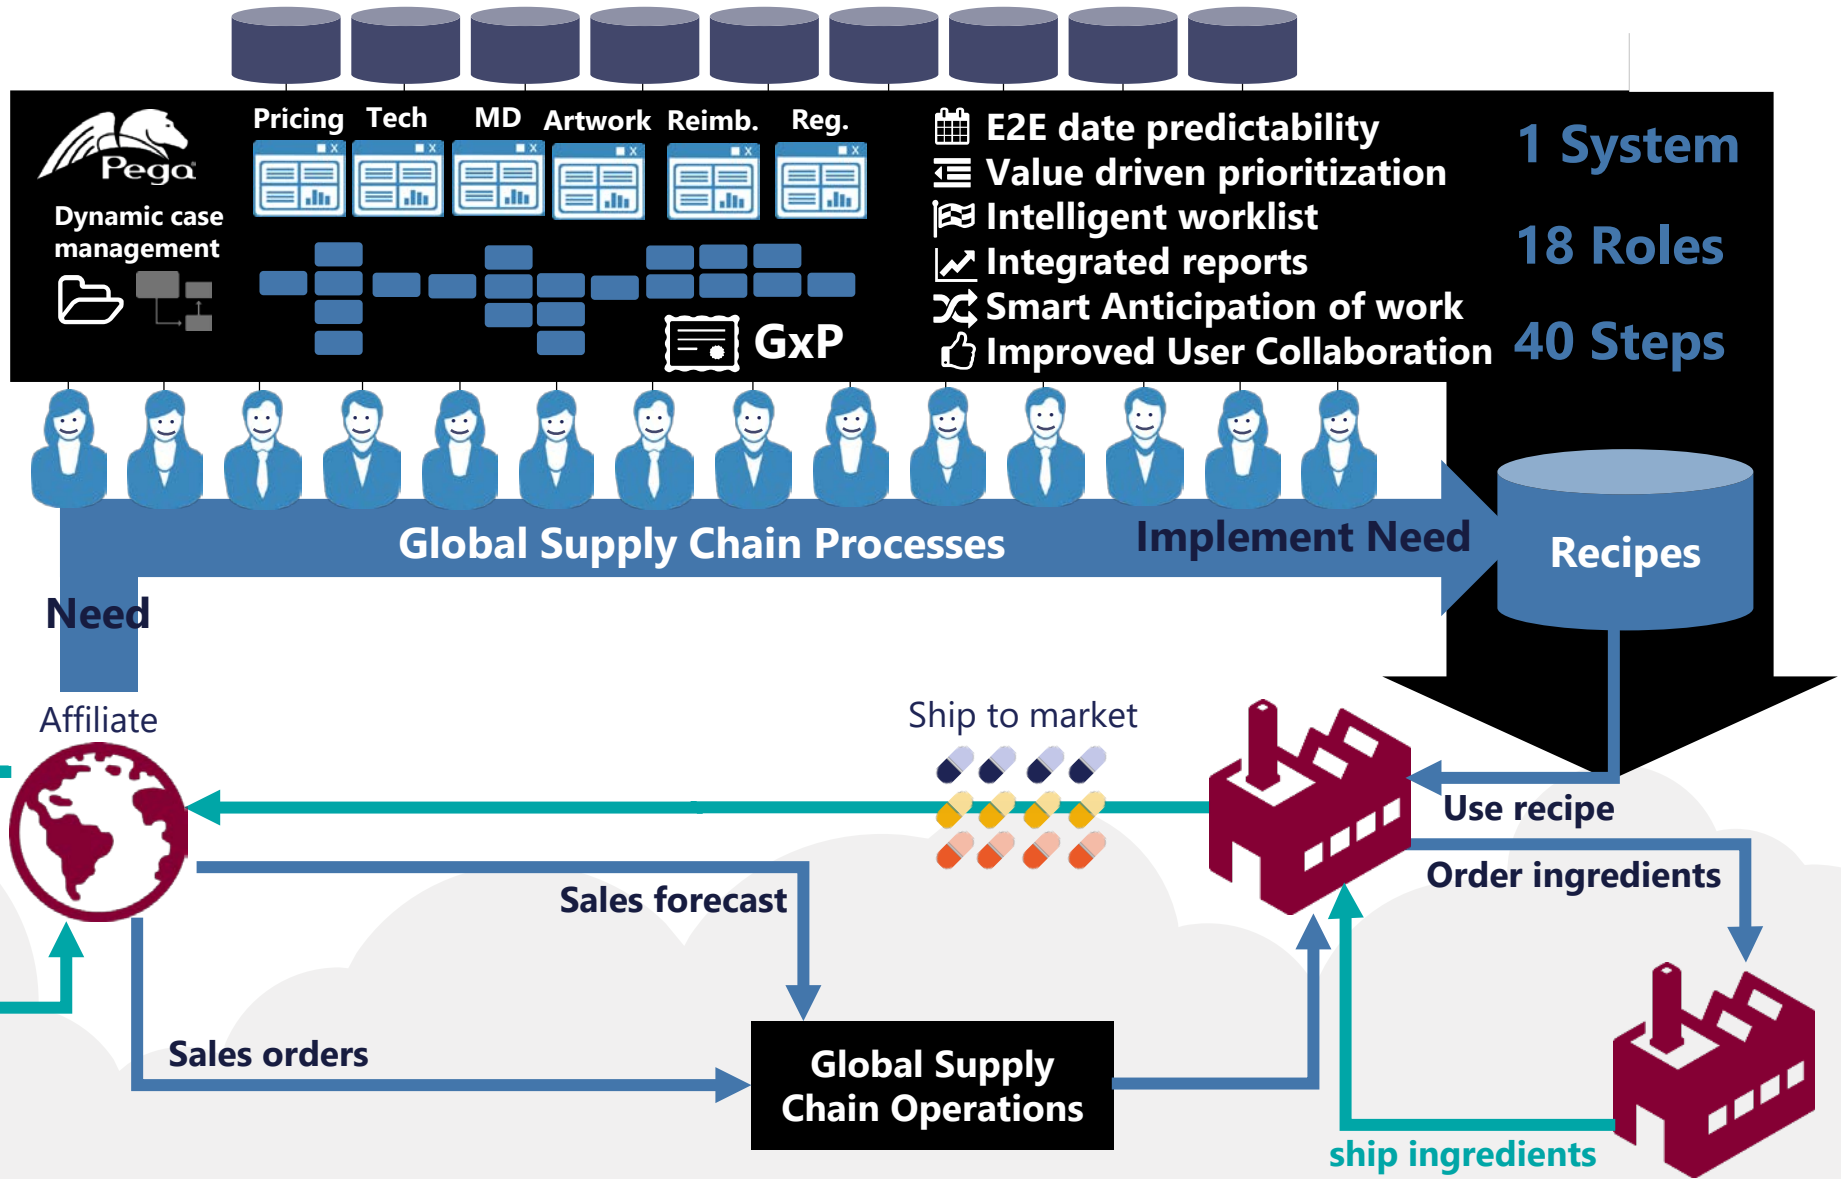 Pega
Dynamic case
management
Pricing Tech MD Artwork Reimb. Reg.
GxP
E2E date predictability
Value driven prioritization
Intelligent worklist
Integrated reports
Smart Anticipation of work
Improved User Collaboration
1 System
18 Roles
40 Steps
Global Supply Chain Processes
Implement Need
Recipes
Need
Affiliate
Ship to market
Use recipe
Order ingredients
Sales forecast
Sales orders
Global Supply
Chain Operations
ship ingredients